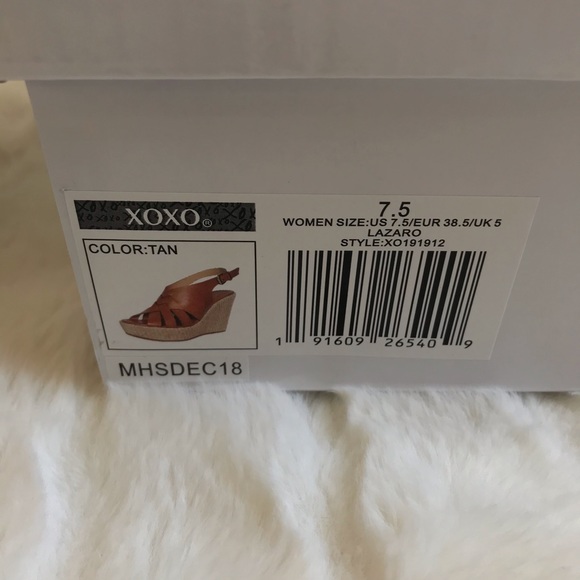 XOXO®
COLOR:TAN
7.5
WOMEN SIZE:US 7.5/EUR 38.5/UK 5
LAZARO
STYLE:XO191912
1 91609 26540 9
MHSDEC18